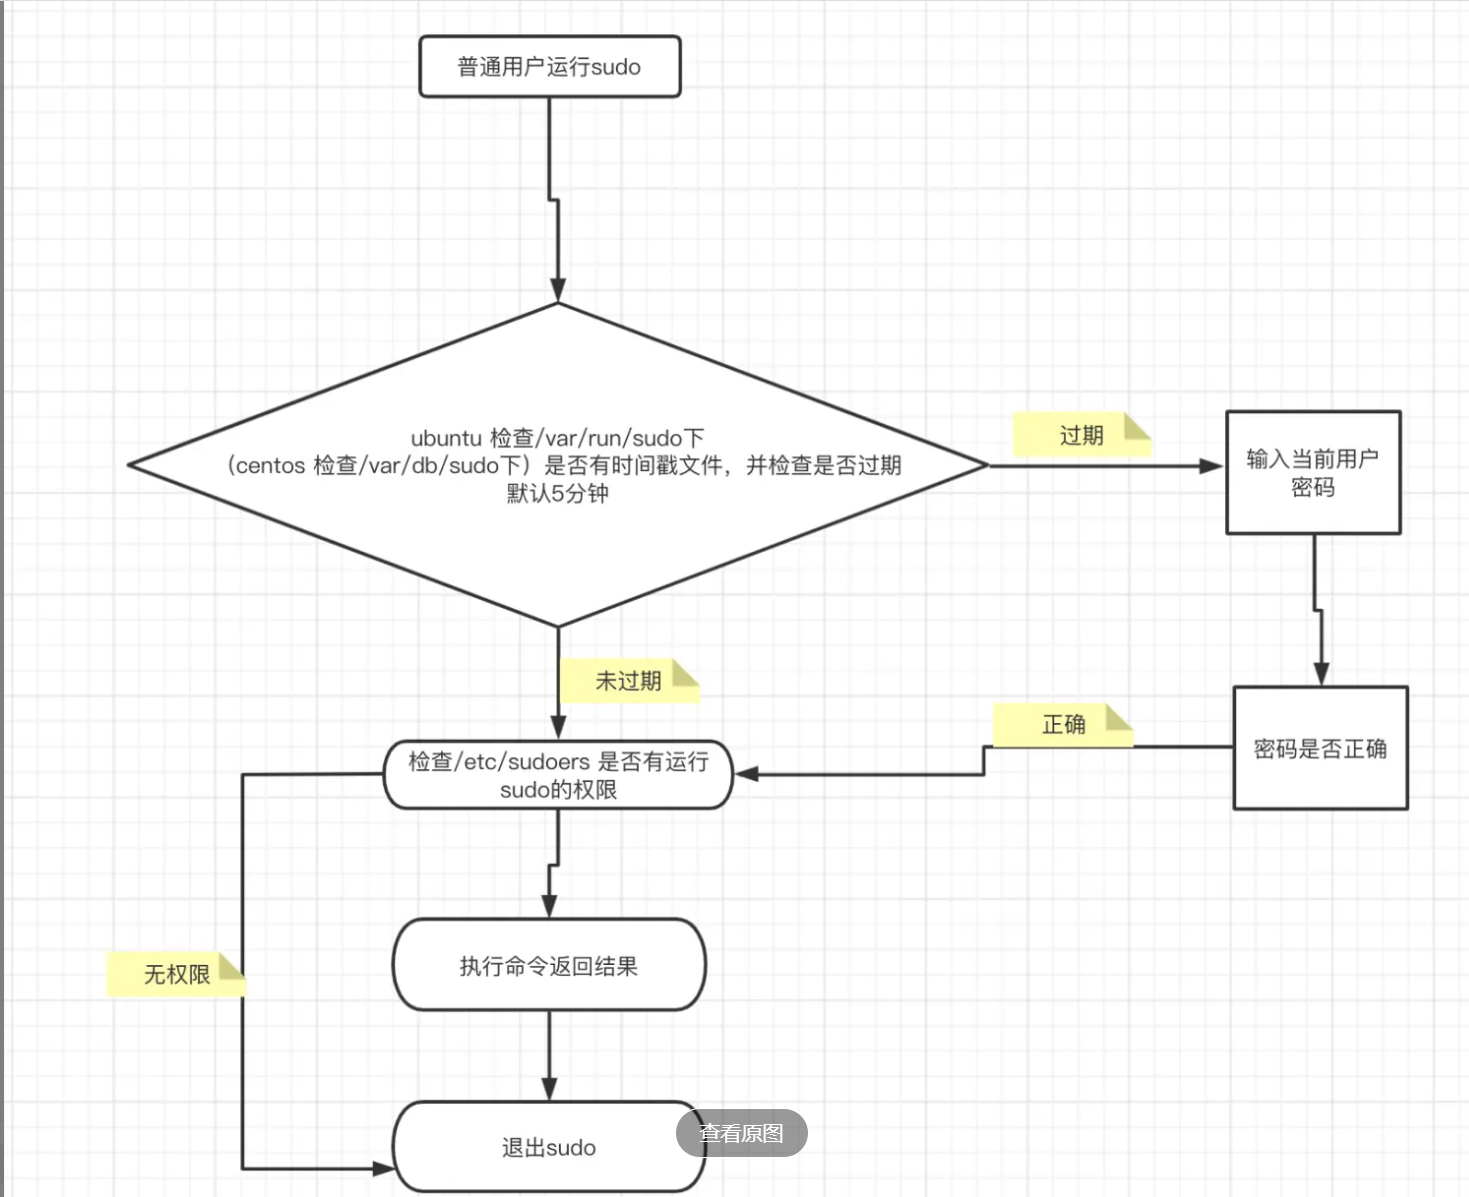 普通用户运行sudo
ubuntu 检查/var/run/sudo下
（centos 检查/var/db/sudo下）是否有时间戳文件，并检查是否过期
默认5分钟
过期
输入当前用户
密码
未过期
正确
密码是否正确
检查/etc/sudoers 是否有运行
sudo的权限
无权限
执行命令返回结果
退出sudo
查看原图